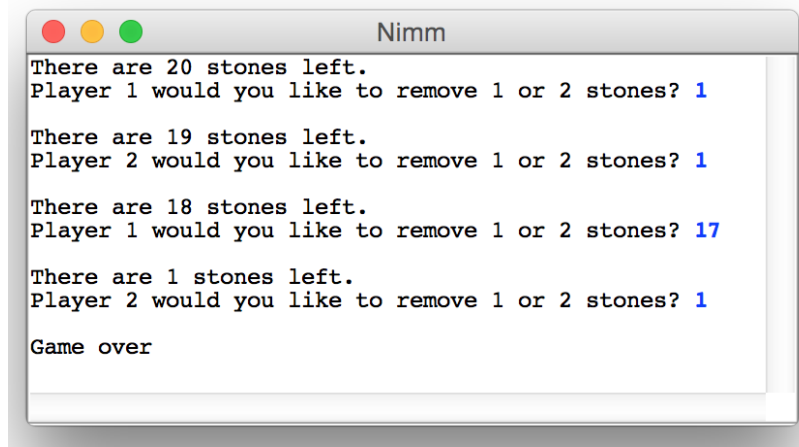 Nimm
There are 20 stones left.
Player 1 would you like to remove 1 or 2 stones? 1
There are 19 stones left.
Player 2 would you like to remove 1 or 2 stones? 1
There are 18 stones left.
Player 1 would you like to remove 1 or 2 stones? 17
There are 1 stones left.
Player 2 would you like to remove 1 or 2 stones? 1
Game over